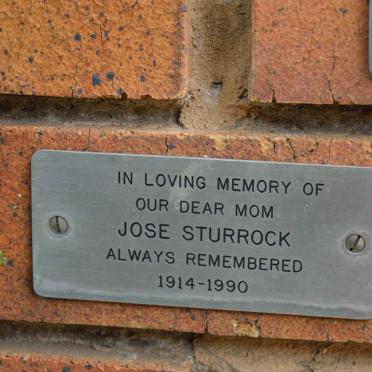 IN LOVING MEMORY OF
OUR DEAR MOM
JOSE STURROCK
ALWAYS REMEMBERED
1914-1990